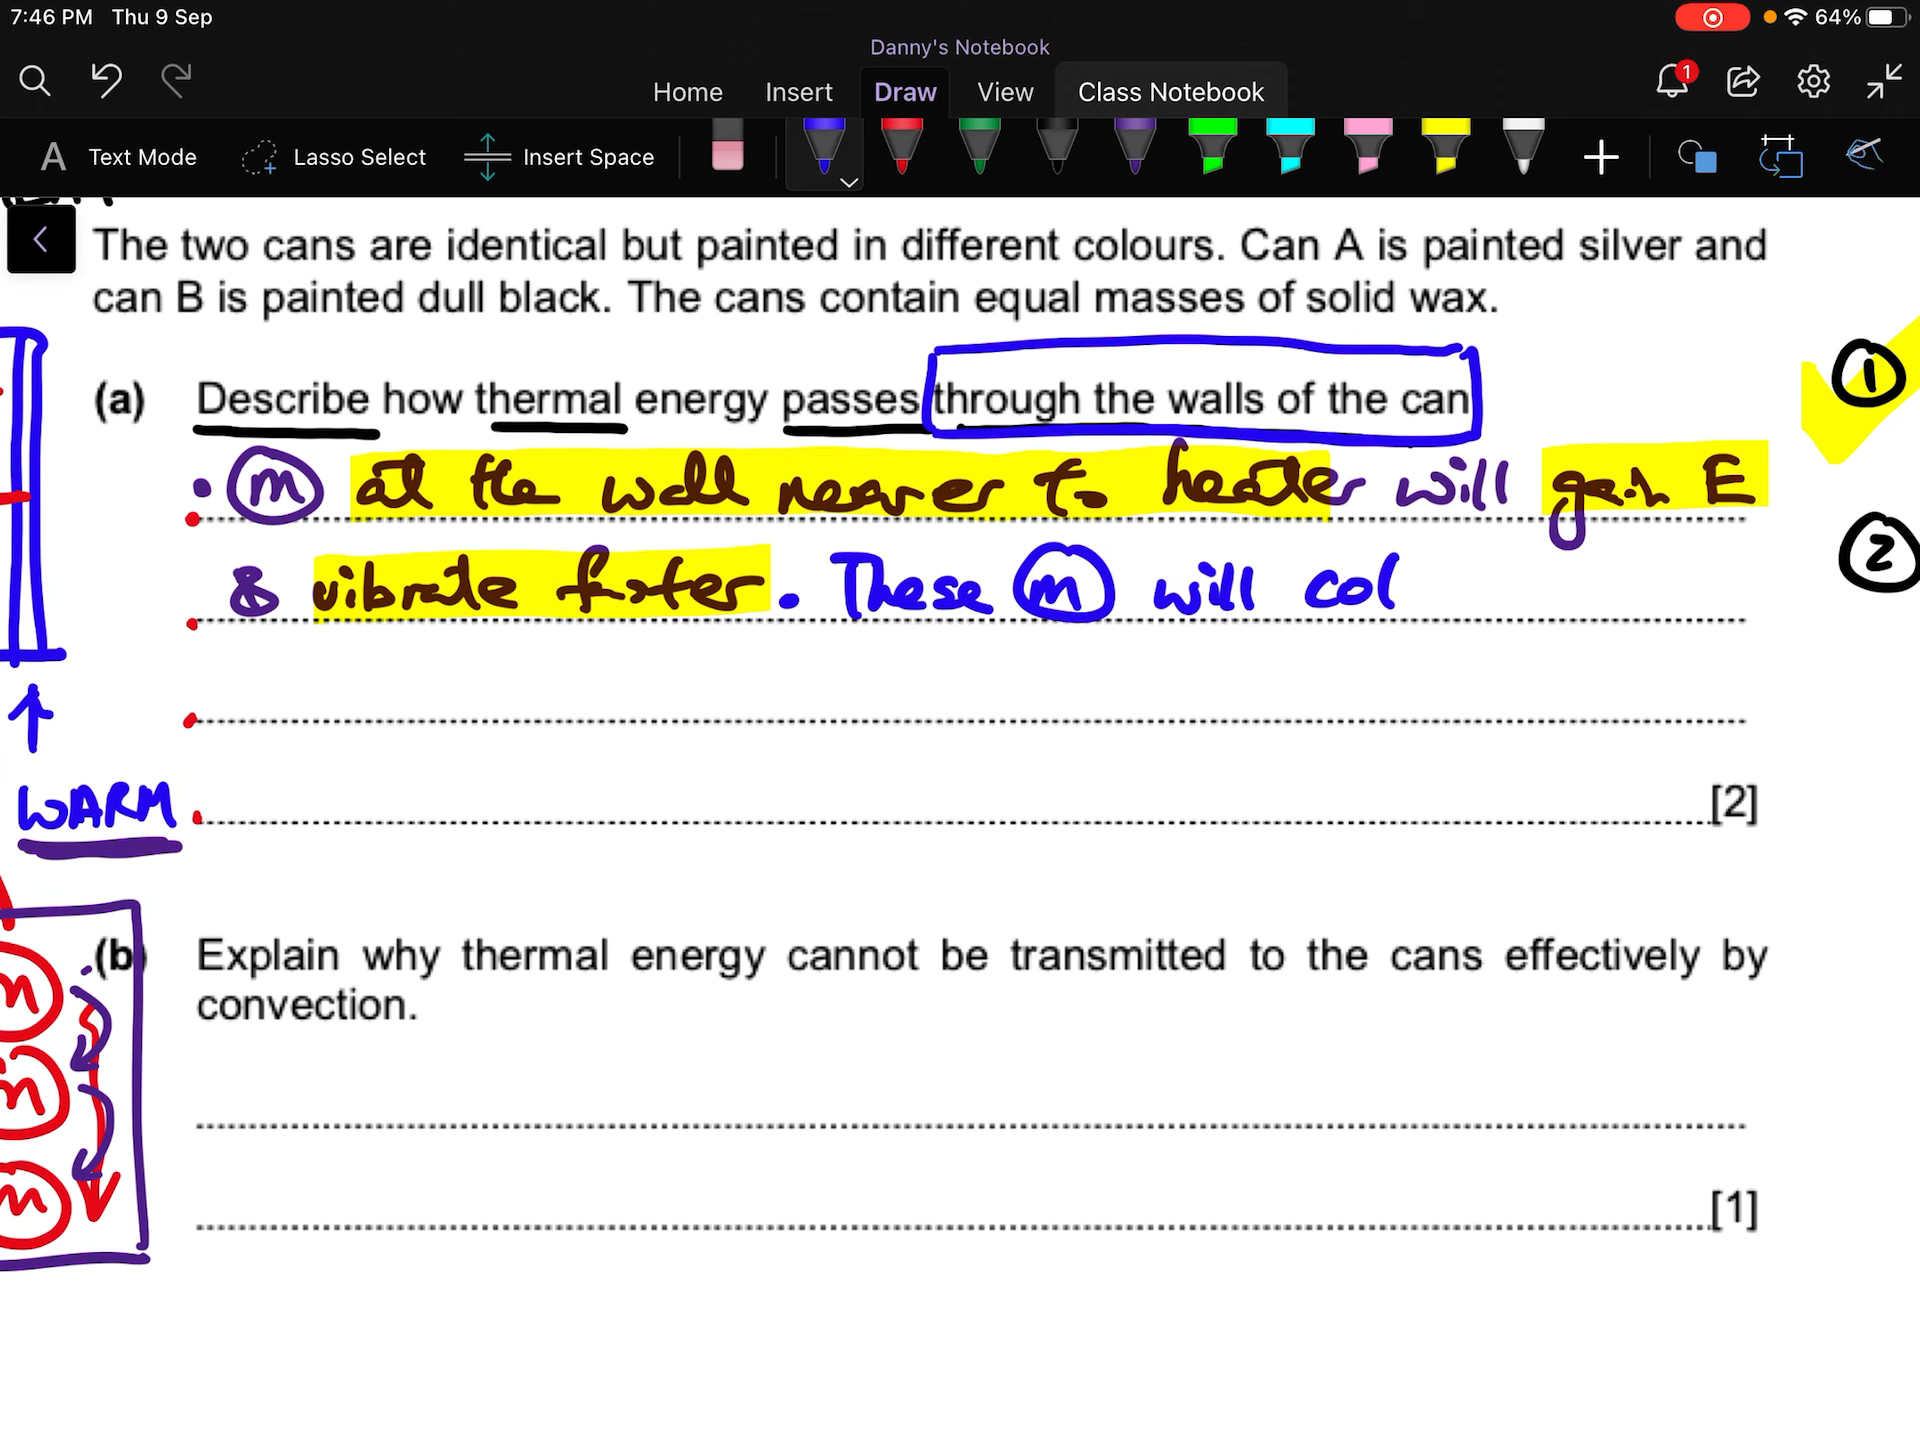 7:46 PM Thu 9 Sep
64%
Danny's Notebook
Home Insert Draw View Class Notebook
1
A Text Mode Lasso Select Insert Space
The two cans are identical but painted in different colours. Can A is painted silver and
can B is painted dull black. The cans contain equal masses of solid wax.
(a) Describe how thermal energy passes through the walls of the can
1
• m at the wall nearer to heater will gain E
2
& vibrate faster. These m will col
WARM
[2]
(b) Explain why thermal energy cannot be transmitted to the cans effectively by
convection.
m
m
m
[1]